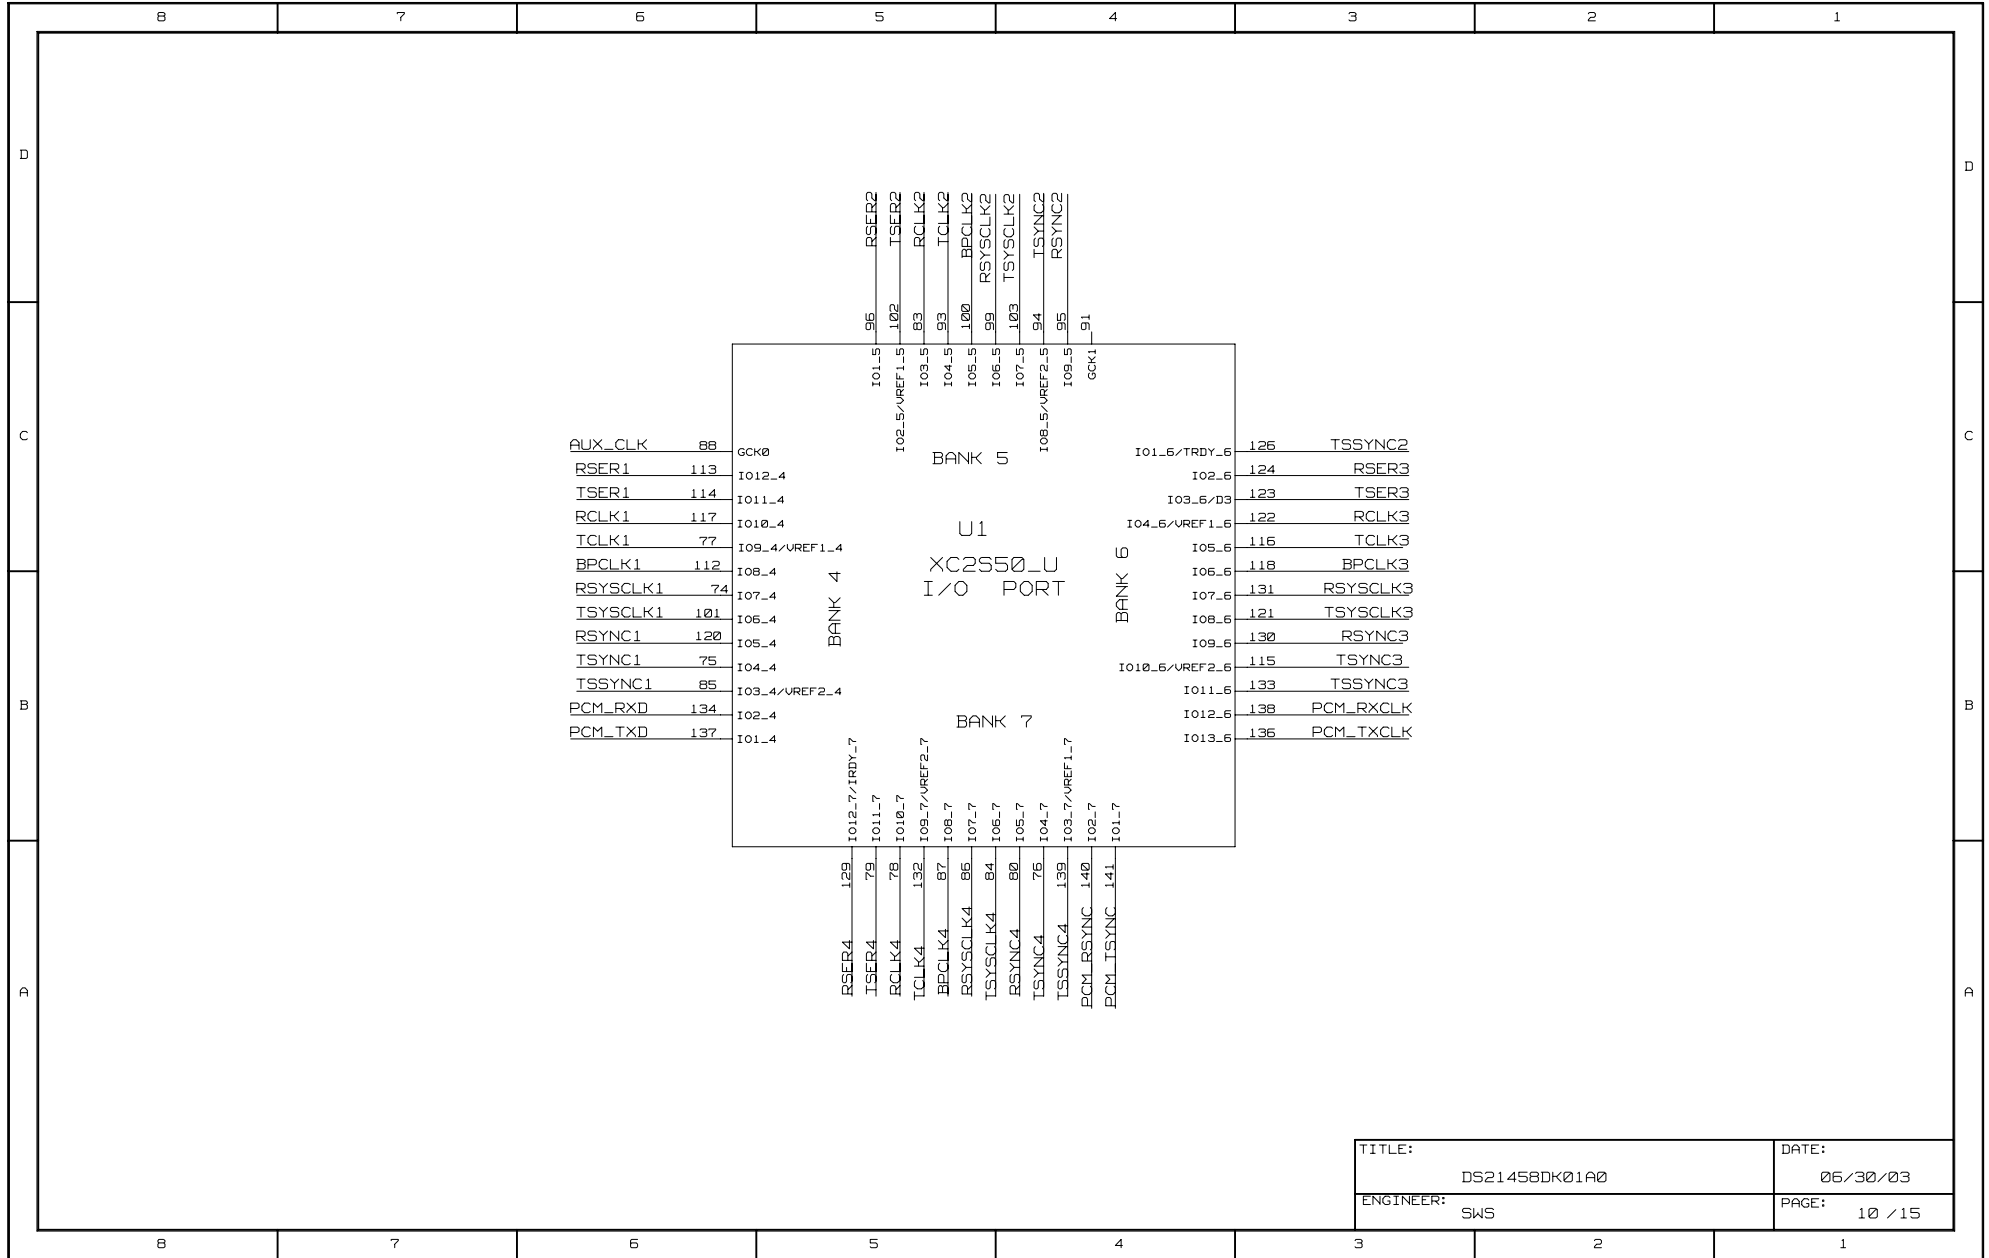 8 7 6 5 4 3 2 1
D D
C C
B B
A A
RSER2 TSER2 RCLK2 TCLK2 BPCLK2 RSYSCLK2 TSYSCLK2 TSYNC2 RSYNC2
96 102 83 93 100 99 103 94 95 91
IO1_5 IO2_5/VREF1_5 IO3_5 IO4_5 IO5_5 IO6_5 IO7_5 IO8_5/VREF2_5 IO9_5 GCK1
BANK 5
AUX_CLK 88 GCK0
RSER1 113 IO12_4
TSER1 114 IO11_4
RCLK1 117 IO10_4
TCLK1 77 IO9_4/VREF1_4
BPCLK1 112 IO8_4
RSYSCLK1 74 IO7_4
TSYSCLK1 101 IO6_4
RSYNC1 120 IO5_4
TSYNC1 75 IO4_4
TSSYNC1 85 IO3_4/VREF2_4
PCM_RXD 134 IO2_4
PCM_TXD 137 IO1_4
BANK 4
U1
XC2S50_U
I/O PORT
BANK 6
IO1_6/TRDY_6 126 TSSYNC2
IO2_6 124 RSER3
IO3_6/D3 123 TSER3
IO4_6/VREF1_6 122 RCLK3
IO5_6 116 TCLK3
IO6_6 118 BPCLK3
IO7_6 131 RSYSCLK3
IO8_6 121 TSYSCLK3
IO9_6 130 RSYNC3
IO10_6/VREF2_6 115 TSYNC3
IO11_6 133 TSSYNC3
IO12_6 138 PCM_RXCLK
IO13_6 136 PCM_TXCLK
BANK 7
IO12_7/IRDY_7 IO11_7 IO10_7 IO9_7/VREF2_7 IO8_7 IO7_7 IO6_7 IO5_7 IO4_7 IO3_7/VREF1_7 IO2_7 IO1_7
129 79 78 132 87 86 84 80 76 139 140 141
RSER4 TSER4 RCLK4 TCLK4 BPCLK4 RSYSCLK4 TSYSCLK4 RSYNC4 TSYNC4 TSSYNC4 PCM_RSYNC PCM_TSYNC
TITLE:
DS21458DK01A0
DATE:
06/30/03
ENGINEER:
SWS
PAGE:
10 /15
8 7 6 5 4 3 2 1